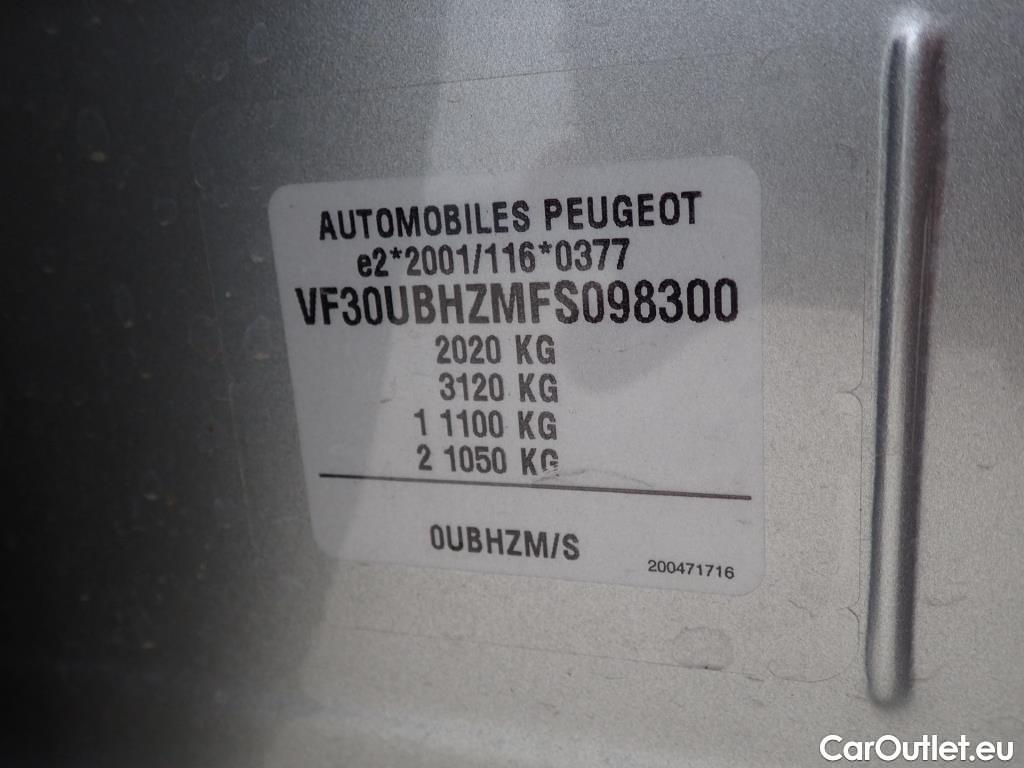 AUTOMOBILES PEUGEOT
e2*2001/116*0377
VF30UBHZMFS098300
2020 KG
3120 KG
1 1100 KG
2 1050 KG
0UBHZM/S
200471716
CarOutlet.eu